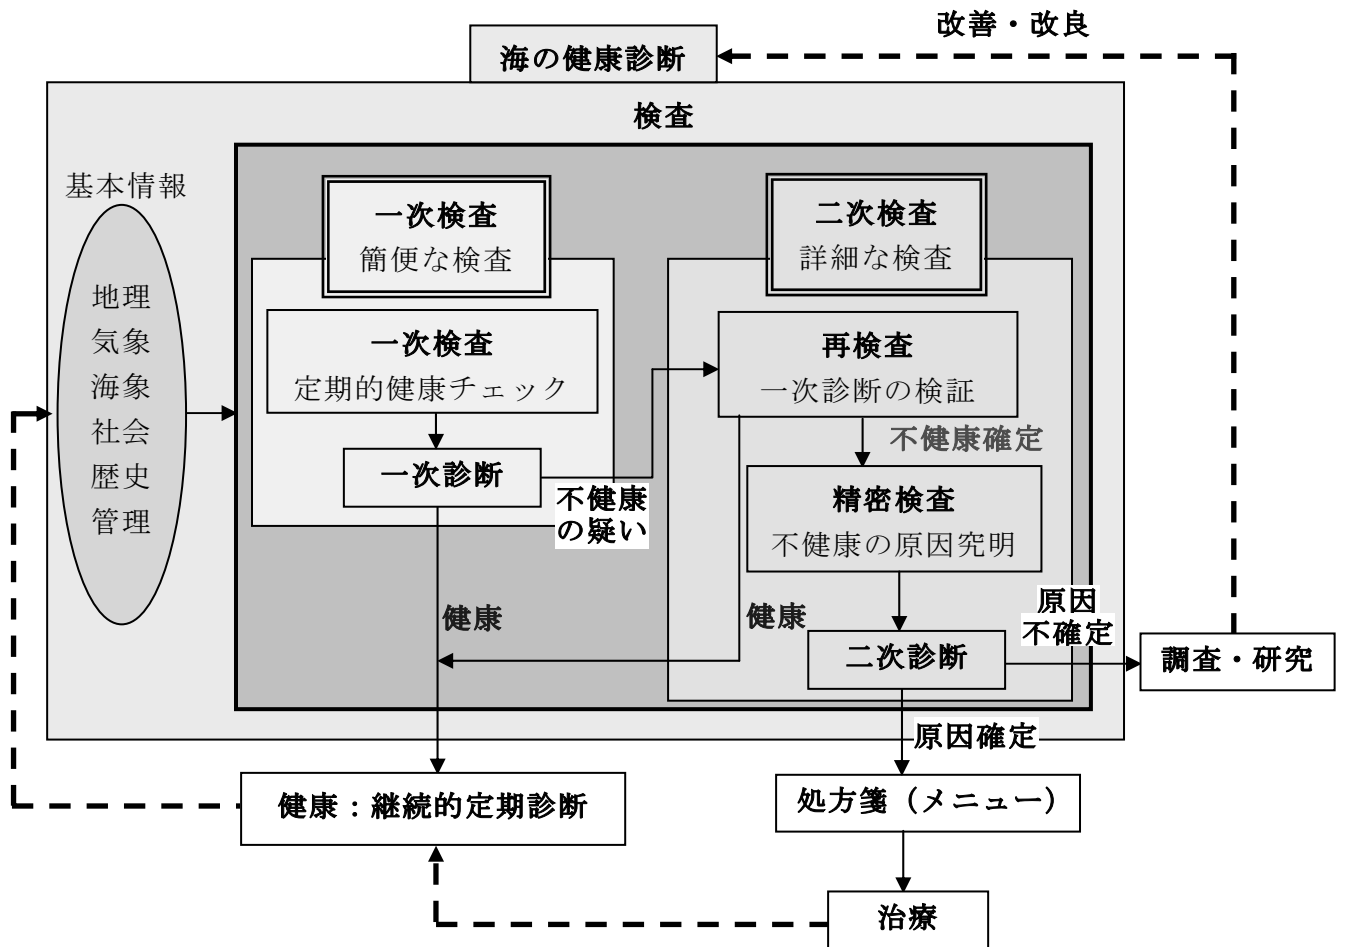 改善・改良
海の健康診断
検査
基本情報
地理
気象
海象
社会
歴史
管理
一次検査
簡便な検査
一次検査
定期的健康チェック
一次診断
不健康
の疑い
健康
二次検査
詳細な検査
再検査
一次診断の検証
不健康確定
精密検査
不健康の原因究明
健康
二次診断
原因
不確定
調査・研究
原因確定
健康：継続的定期診断
処方箋（メニュー）
治療